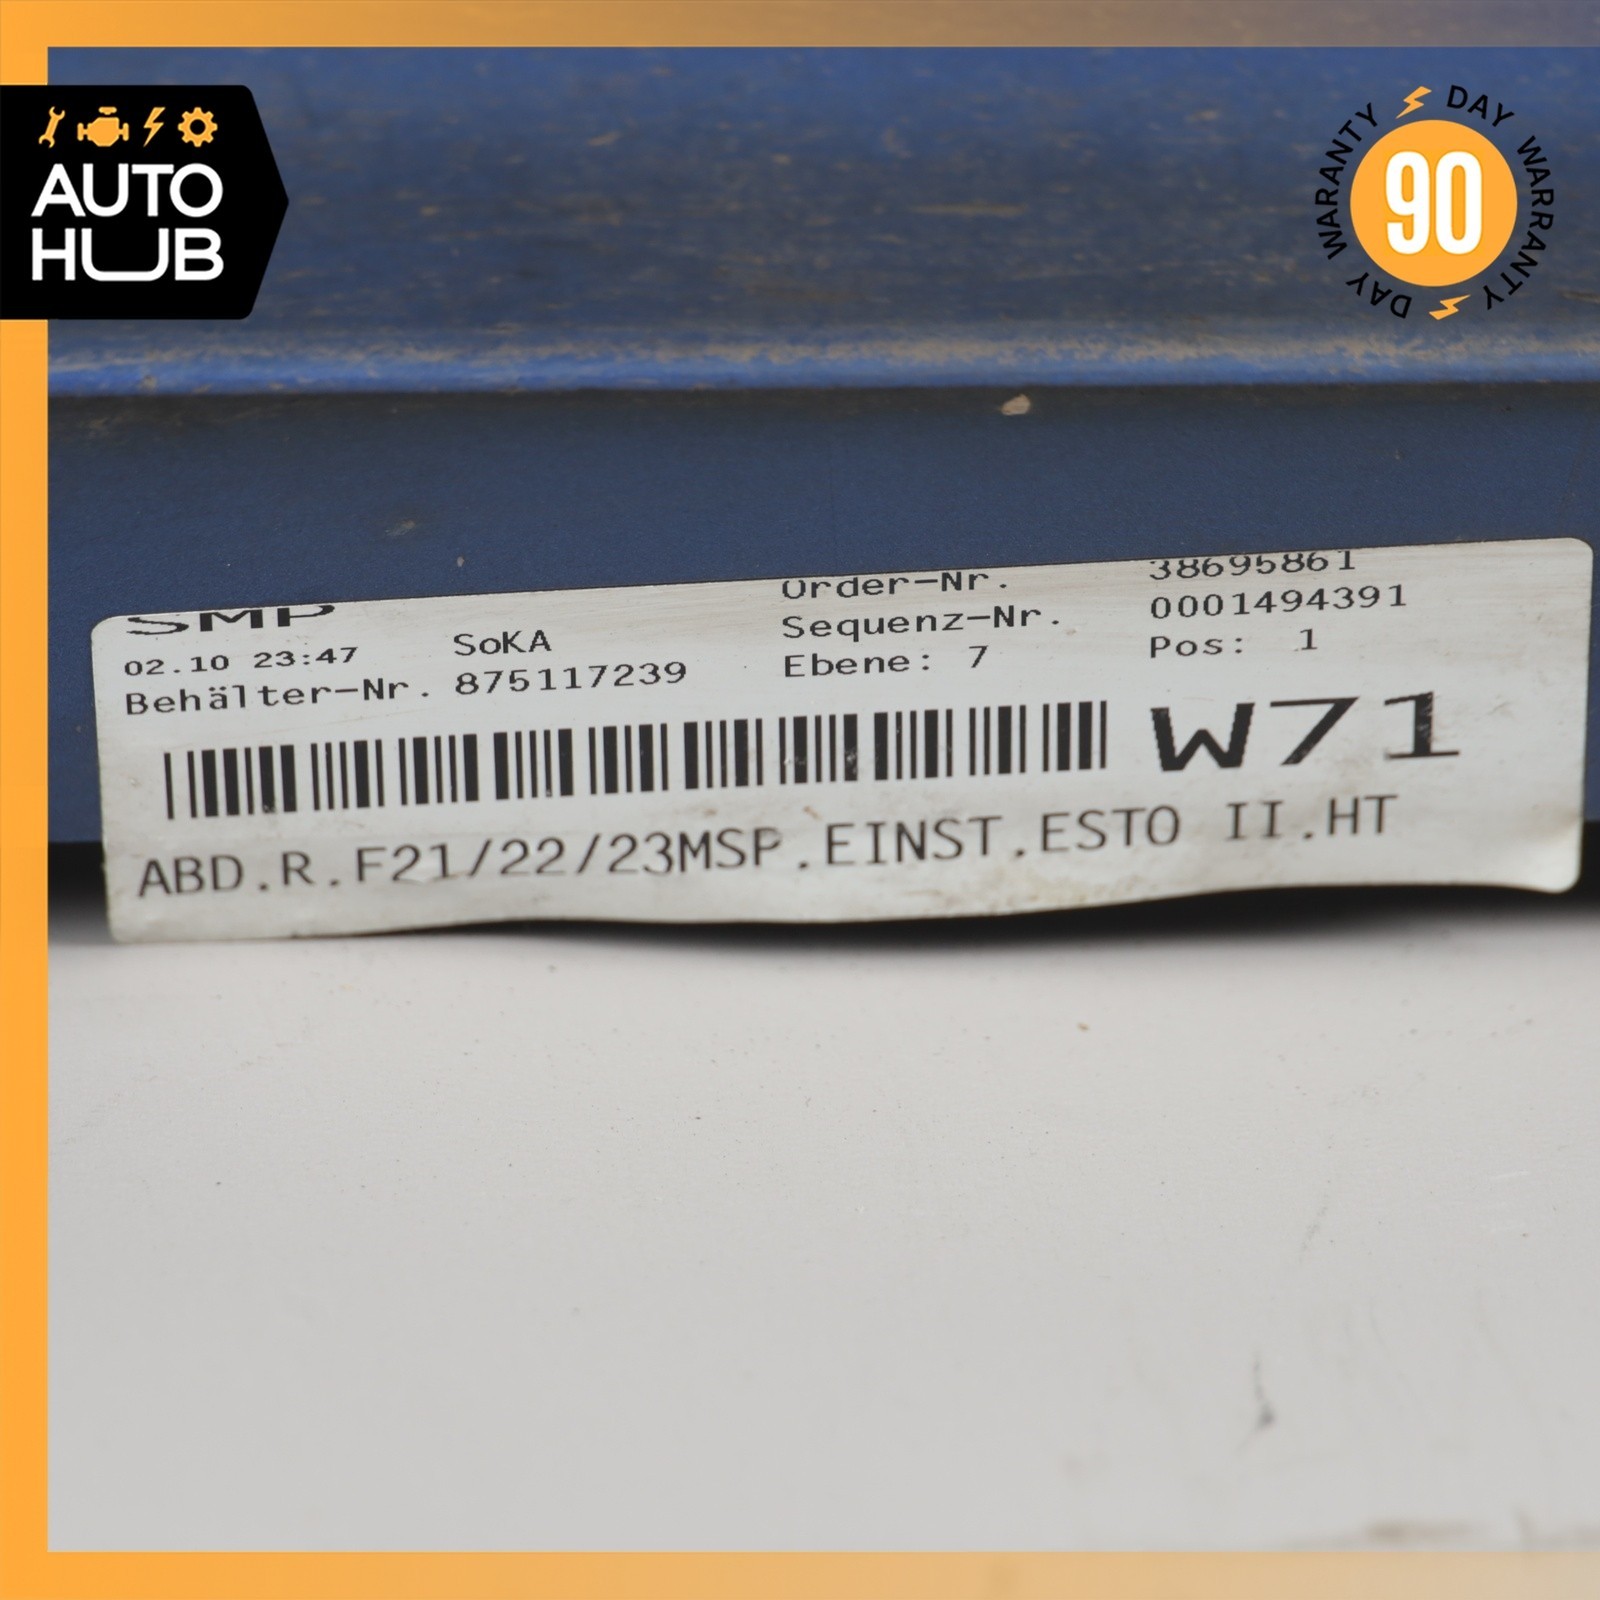 AUTO
HUB
DAY WARRANTY
DAY WARRANTY
90
SMP
02.10 23:47 SoKA
Behälter-Nr. 875117239
Order-Nr. 38695861
Sequenz-Nr. 0001494391
Ebene: 7 Pos: 1
W71
ABD.R.F21/22/23MSP.EINST.ESTO II.HT